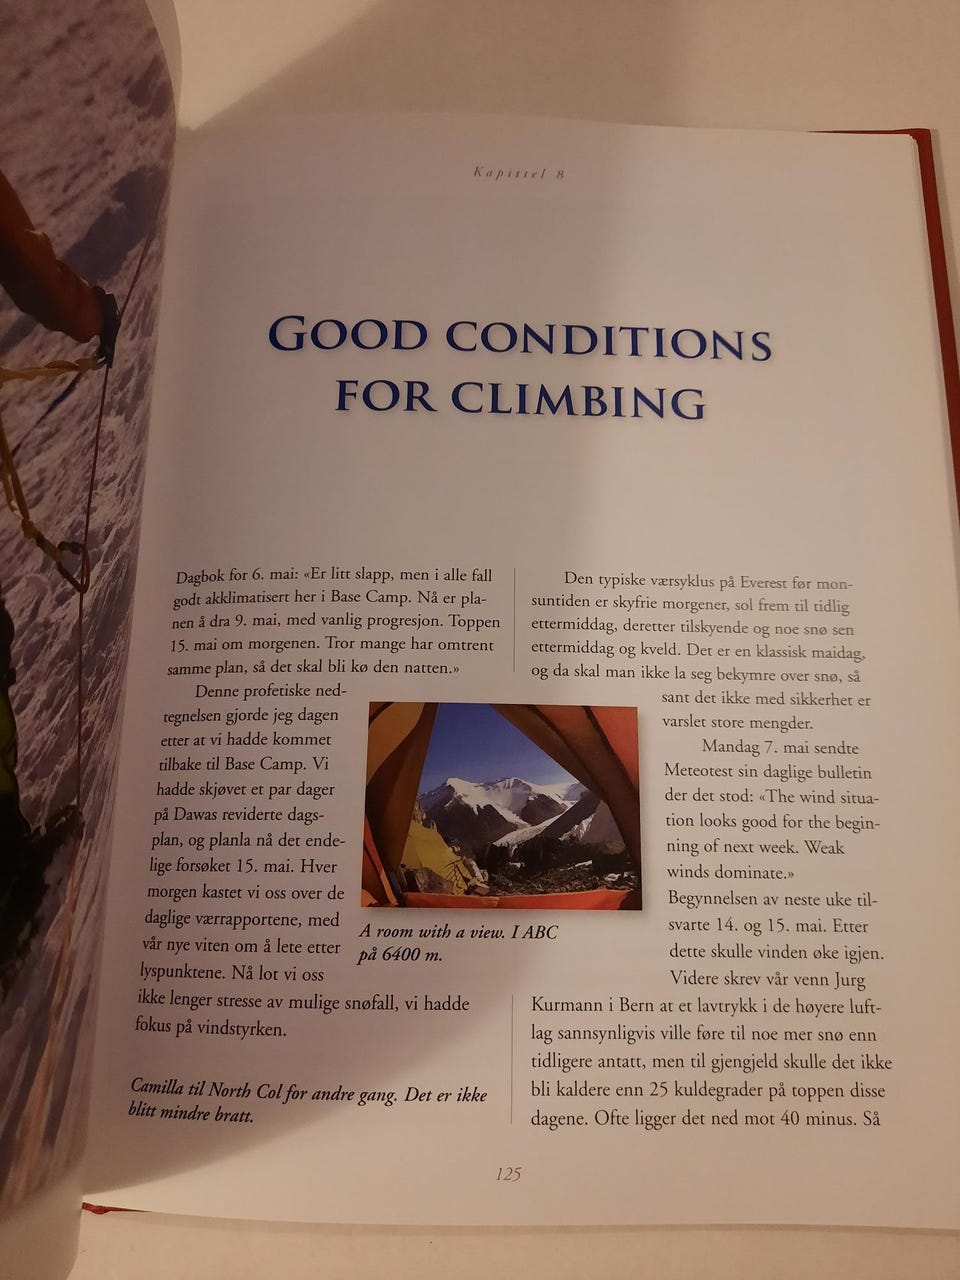 Kapittel 8
GOOD CONDITIONS
FOR CLIMBING
Dagbok for 6. mai: «Er litt slapp, men i alle fall
godt akklimatisert her i Base Camp. Nå er pla-
nen å dra 9. mai, med vanlig progresjon. Toppen
15. mai om morgenen. Tror mange har omtrent
samme plan, så det skal bli kø den natten.»
Denne profetiske ned-
tegnelsen gjorde jeg dagen
etter at vi hadde kommet
tilbake til Base Camp. Vi
hadde skjøvet et par dager
på Dawas reviderte dags-
plan, og planla nå det ende-
lige forsøket 15. mai. Hver
morgen kastet vi oss over de
daglige værrapportene, med
vår nye viten om å lete etter
lyspunktene. Nå lot vi oss
ikke lenger stresse av mulige snøfall, vi hadde
fokus på vindstyrken.
Camilla til North Col for andre gang. Det er ikke
blitt mindre bratt.
A room with a view. I ABC
på 6400 m.
Den typiske værsyklus på Everest før mon-
suntiden er skyfrie morgener, sol frem til tidlig
ettermiddag, deretter tilskyende og noe snø sen
ettermiddag og kveld. Det er en klassisk maidag,
og da skal man ikke la seg bekymre over snø, så
sant det ikke med sikkerhet er
varslet store mengder.
Mandag 7. mai sendte
Meteotest sin daglige bulletin
der det stod: «The wind situa-
tion looks good for the begin-
ning of next week. Weak
winds dominate.»
Begynnelsen av neste uke til-
svarte 14. og 15. mai. Etter
dette skulle vinden øke igjen.
Videre skrev vår venn Jurg
Kurmann i Bern at et lavtrykk i de høyere luft-
lag sannsynligvis ville føre til noe mer snø enn
tidligere antatt, men til gjengjeld skulle det ikke
bli kaldere enn 25 kuldegrader på toppen disse
dagene. Ofte ligger det ned mot 40 minus. Så
125